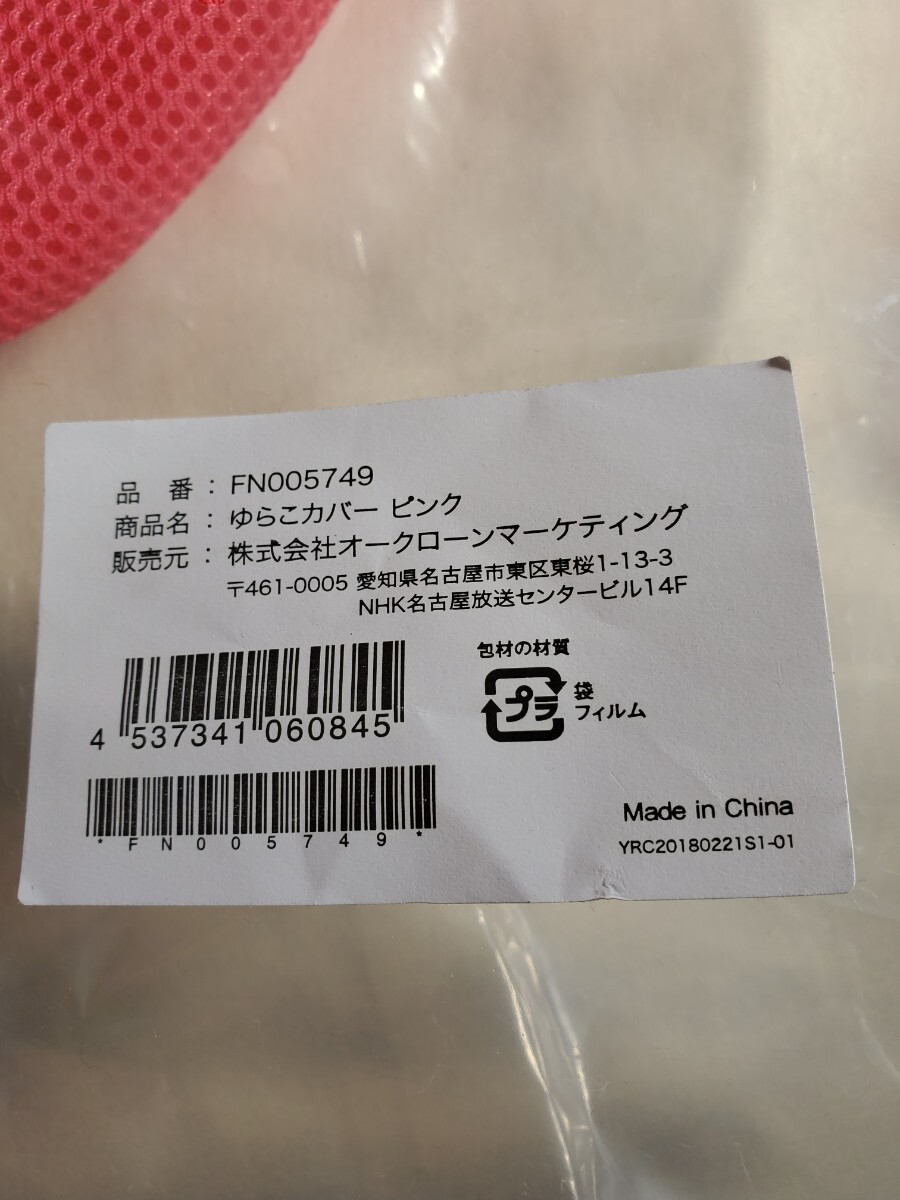 品　番 : FN005749
商品名 : ゆらこカバー ピンク
販売元 : 株式会社オークローンマーケティング
〒461-0005 愛知県名古屋市東区東桜1-13-3
NHK名古屋放送センタービル14F
包材の材質
プラ
袋
フィルム
4 537341 060845
*FN005749*
Made in China
YRC20180221S1-01